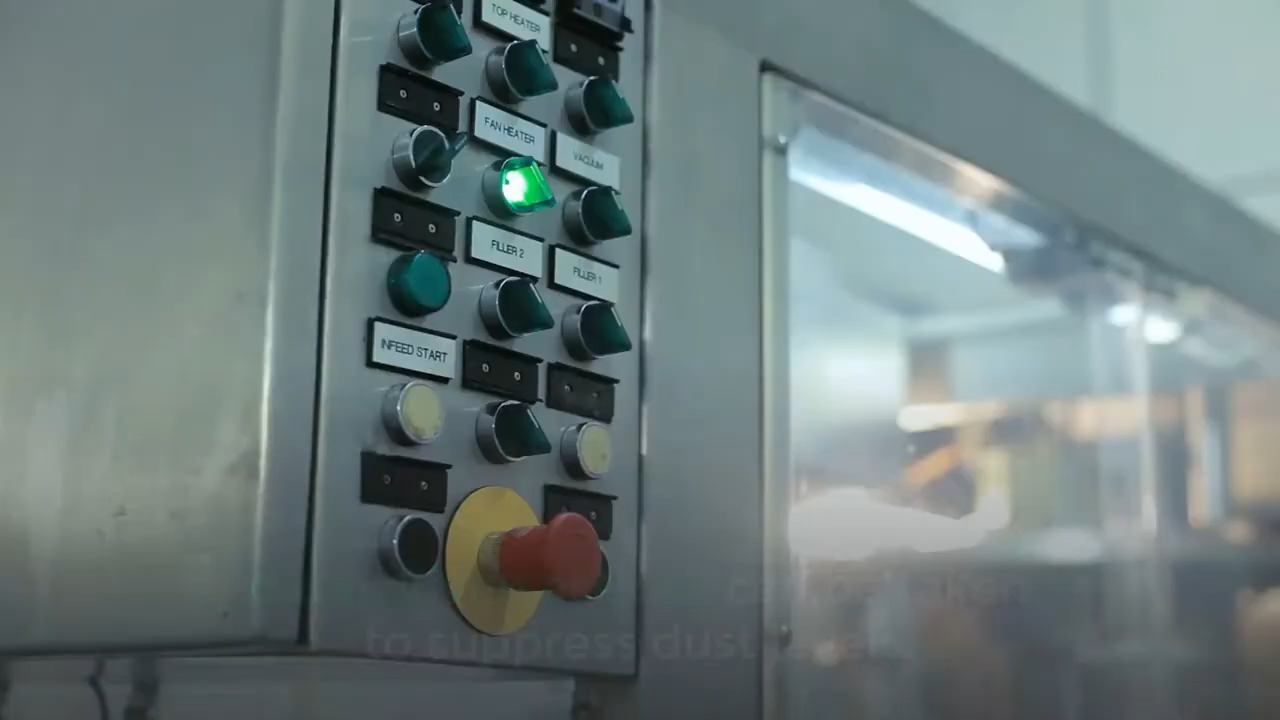 TOP HEATER
FAN HEATER
VACUUM
FILLER 2
FILLER 1
INFEED START
to suppress dust